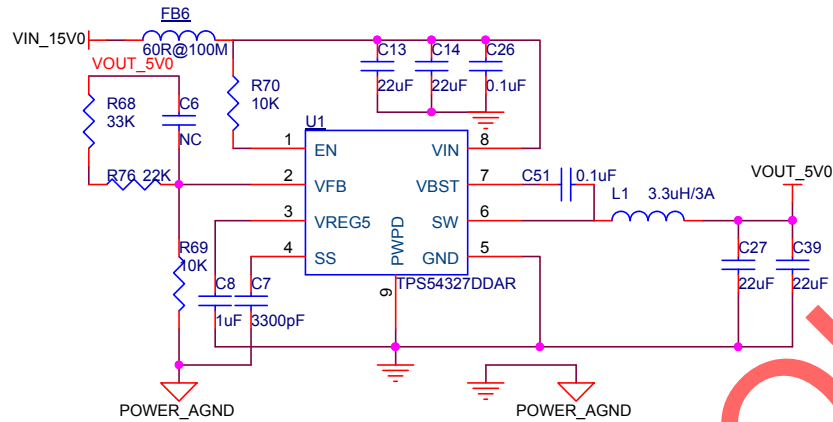 FB6
VIN_15V0
60R@100M
VOUT_5V0
C13
C14
C26
22uF
22uF
0.1uF
R70
10K
R68
33K
C6
NC
U1
1
EN
VIN
8
R76 22K
2
VFB
VBST
7
C51
0.1uF
VOUT_5V0
L1
3.3uH/3A
3
VREG5
SW
6
4
SS
GND
5
PWPD
9
TPS54327DDAR
R69
10K
C8
C7
1uF
3300pF
C27
C39
22uF
22uF
POWER_AGND
POWER_AGND